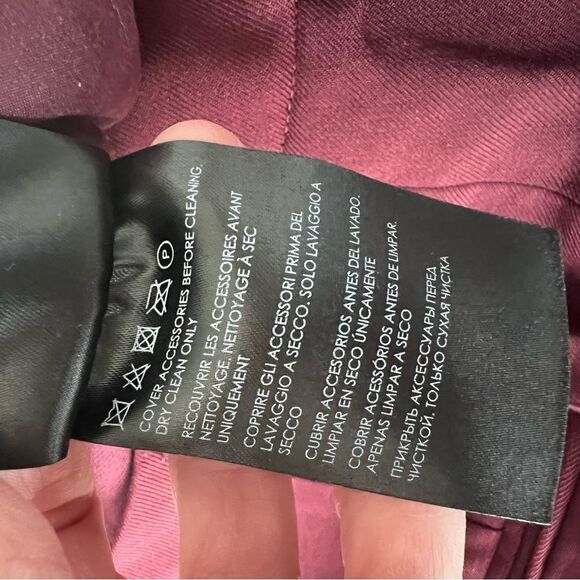 P
COVER ACCESSORIES BEFORE CLEANING.
DRY CLEAN ONLY
RECOUVRIR LES ACCESSOIRES AVANT
NETTOYAGE. NETTOYAGE À SEC
UNIQUEMENT
COPRIRE GLI ACCESSORI PRIMA DEL
LAVAGGIO A SECCO. SOLO LAVAGGIO A
SECCO
CUBRIR ACCESORIOS ANTES DEL LAVADO.
LIMPIAR EN SECO ÚNICAMENTE
COBRIR ACESSÓRIOS ANTES DE LIMPAR.
APENAS LIMPAR A SECO
ПРИКРЫТЬ АКСЕССУАРЫ ПЕРЕД
ЧИСТКОЙ. ТОЛЬКО СУХАЯ ЧИСТКА